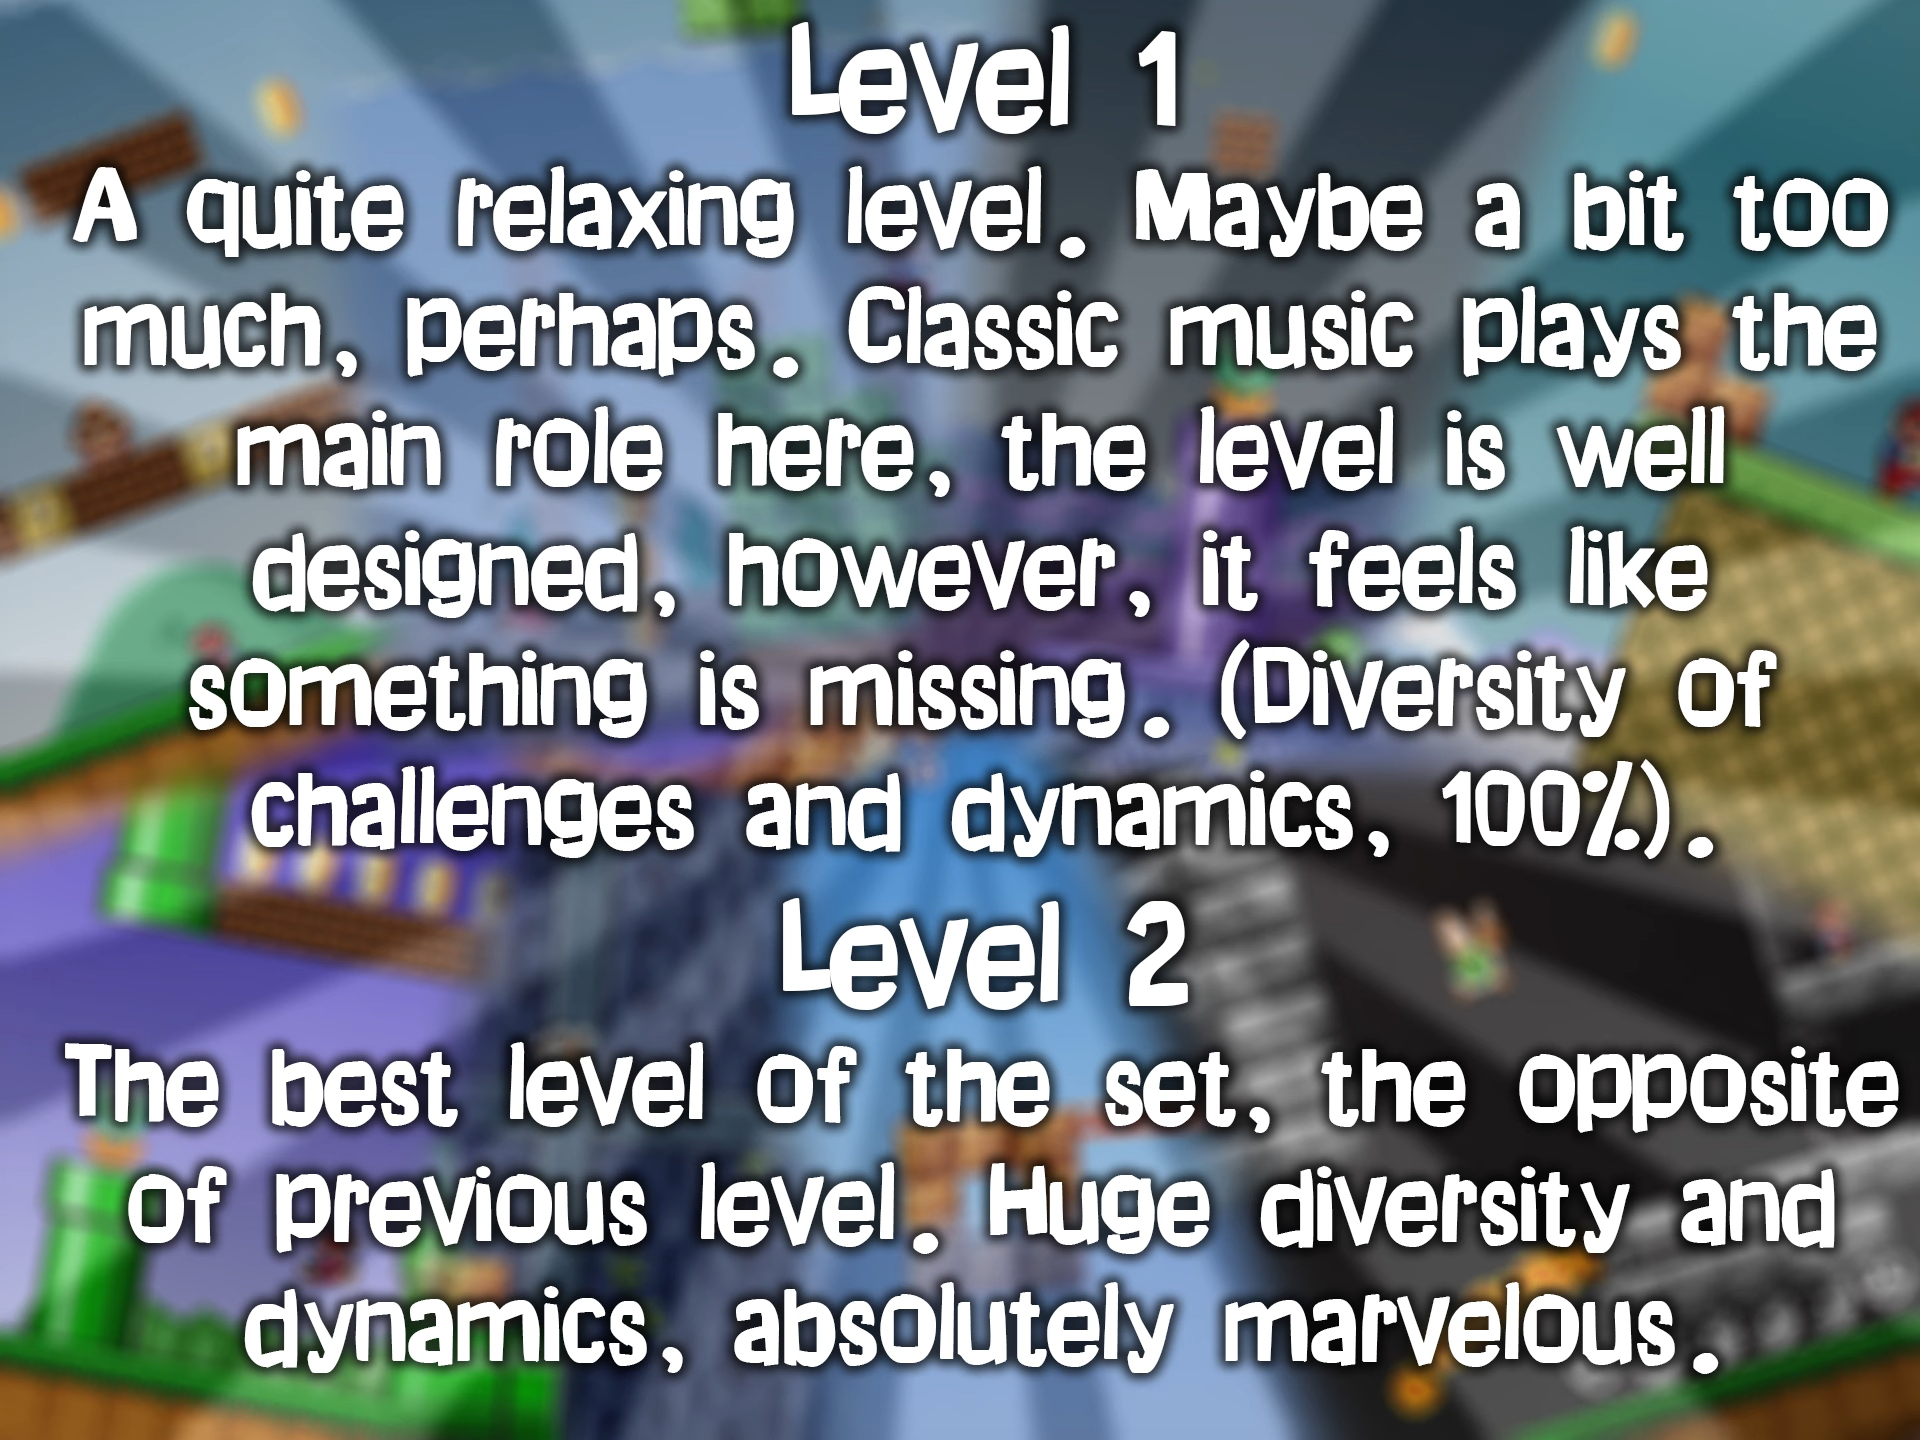 Level 1
A quite relaxing level. Maybe a bit too
much, perhaps. Classic music plays the
main role here, the level is well
designed, however, it feels like
something is missing. (Diversity of
challenges and dynamics, 100%).
Level 2
The best level of the set, the opposite
of previous level. Huge diversity and
dynamics, absolutely marvelous.